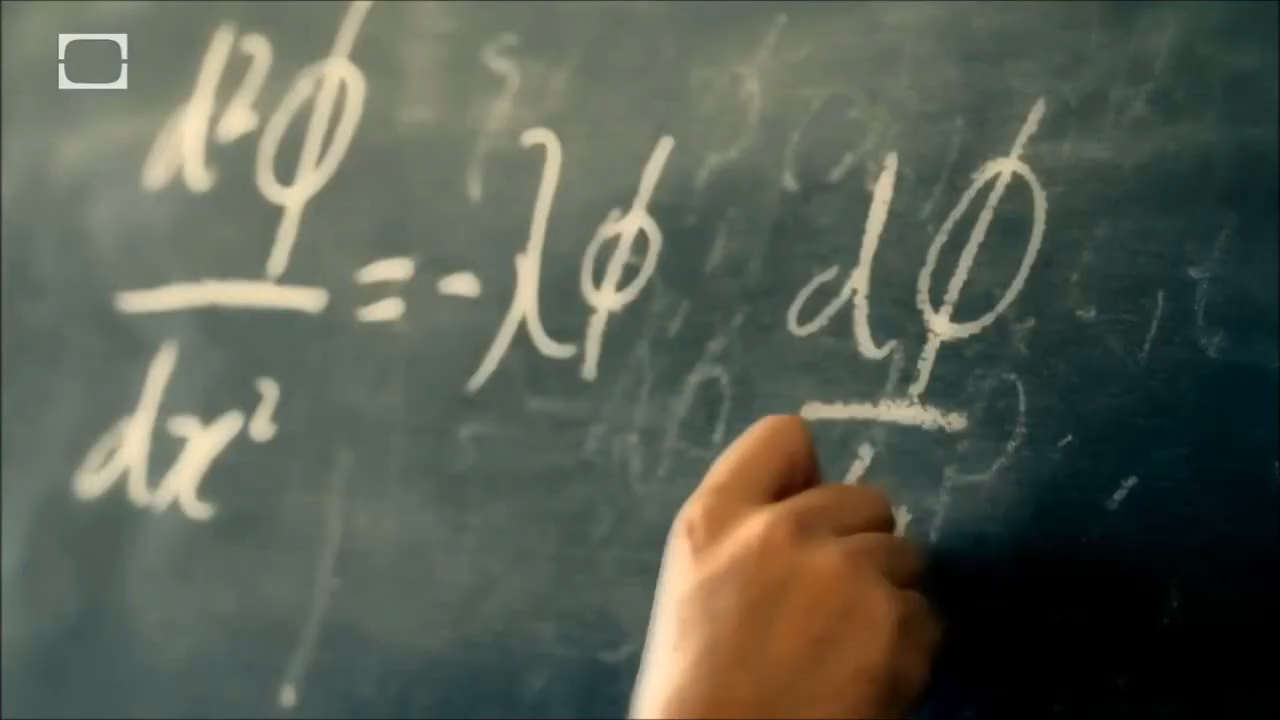 d²φ/dx² = -λφ
dφ